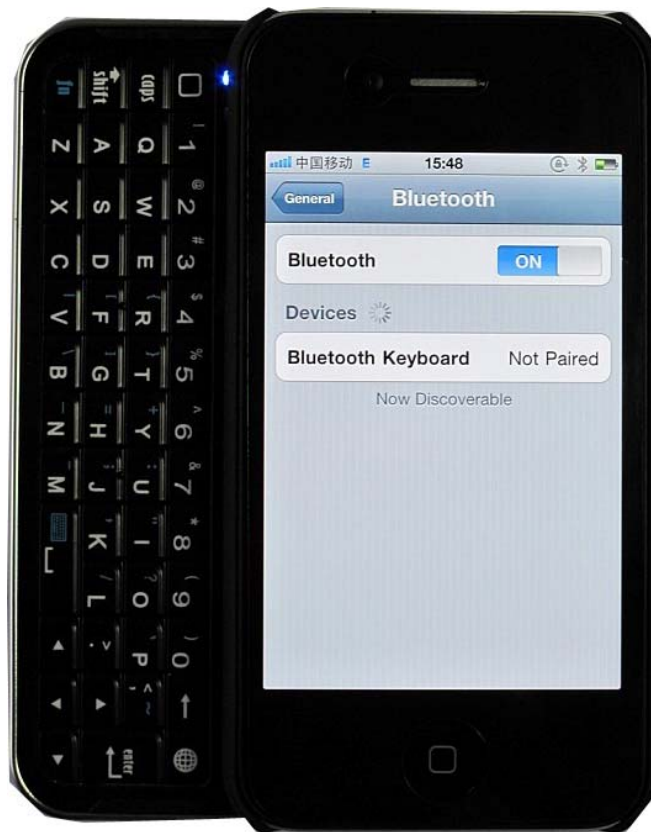 中国移动 E 15:48
General Bluetooth
Bluetooth ON
Devices
Bluetooth Keyboard Not Paired
Now Discoverable
1 @ 2 # 3 $ 4 % 5 ^ 6 & 7 * 8 ( 9 ) 0
caps Q W E { R } T + Y : U " I ? O P
shift A S D [ F ] G = H ; J ' K / L enter
fn Z X C | V \ B N M